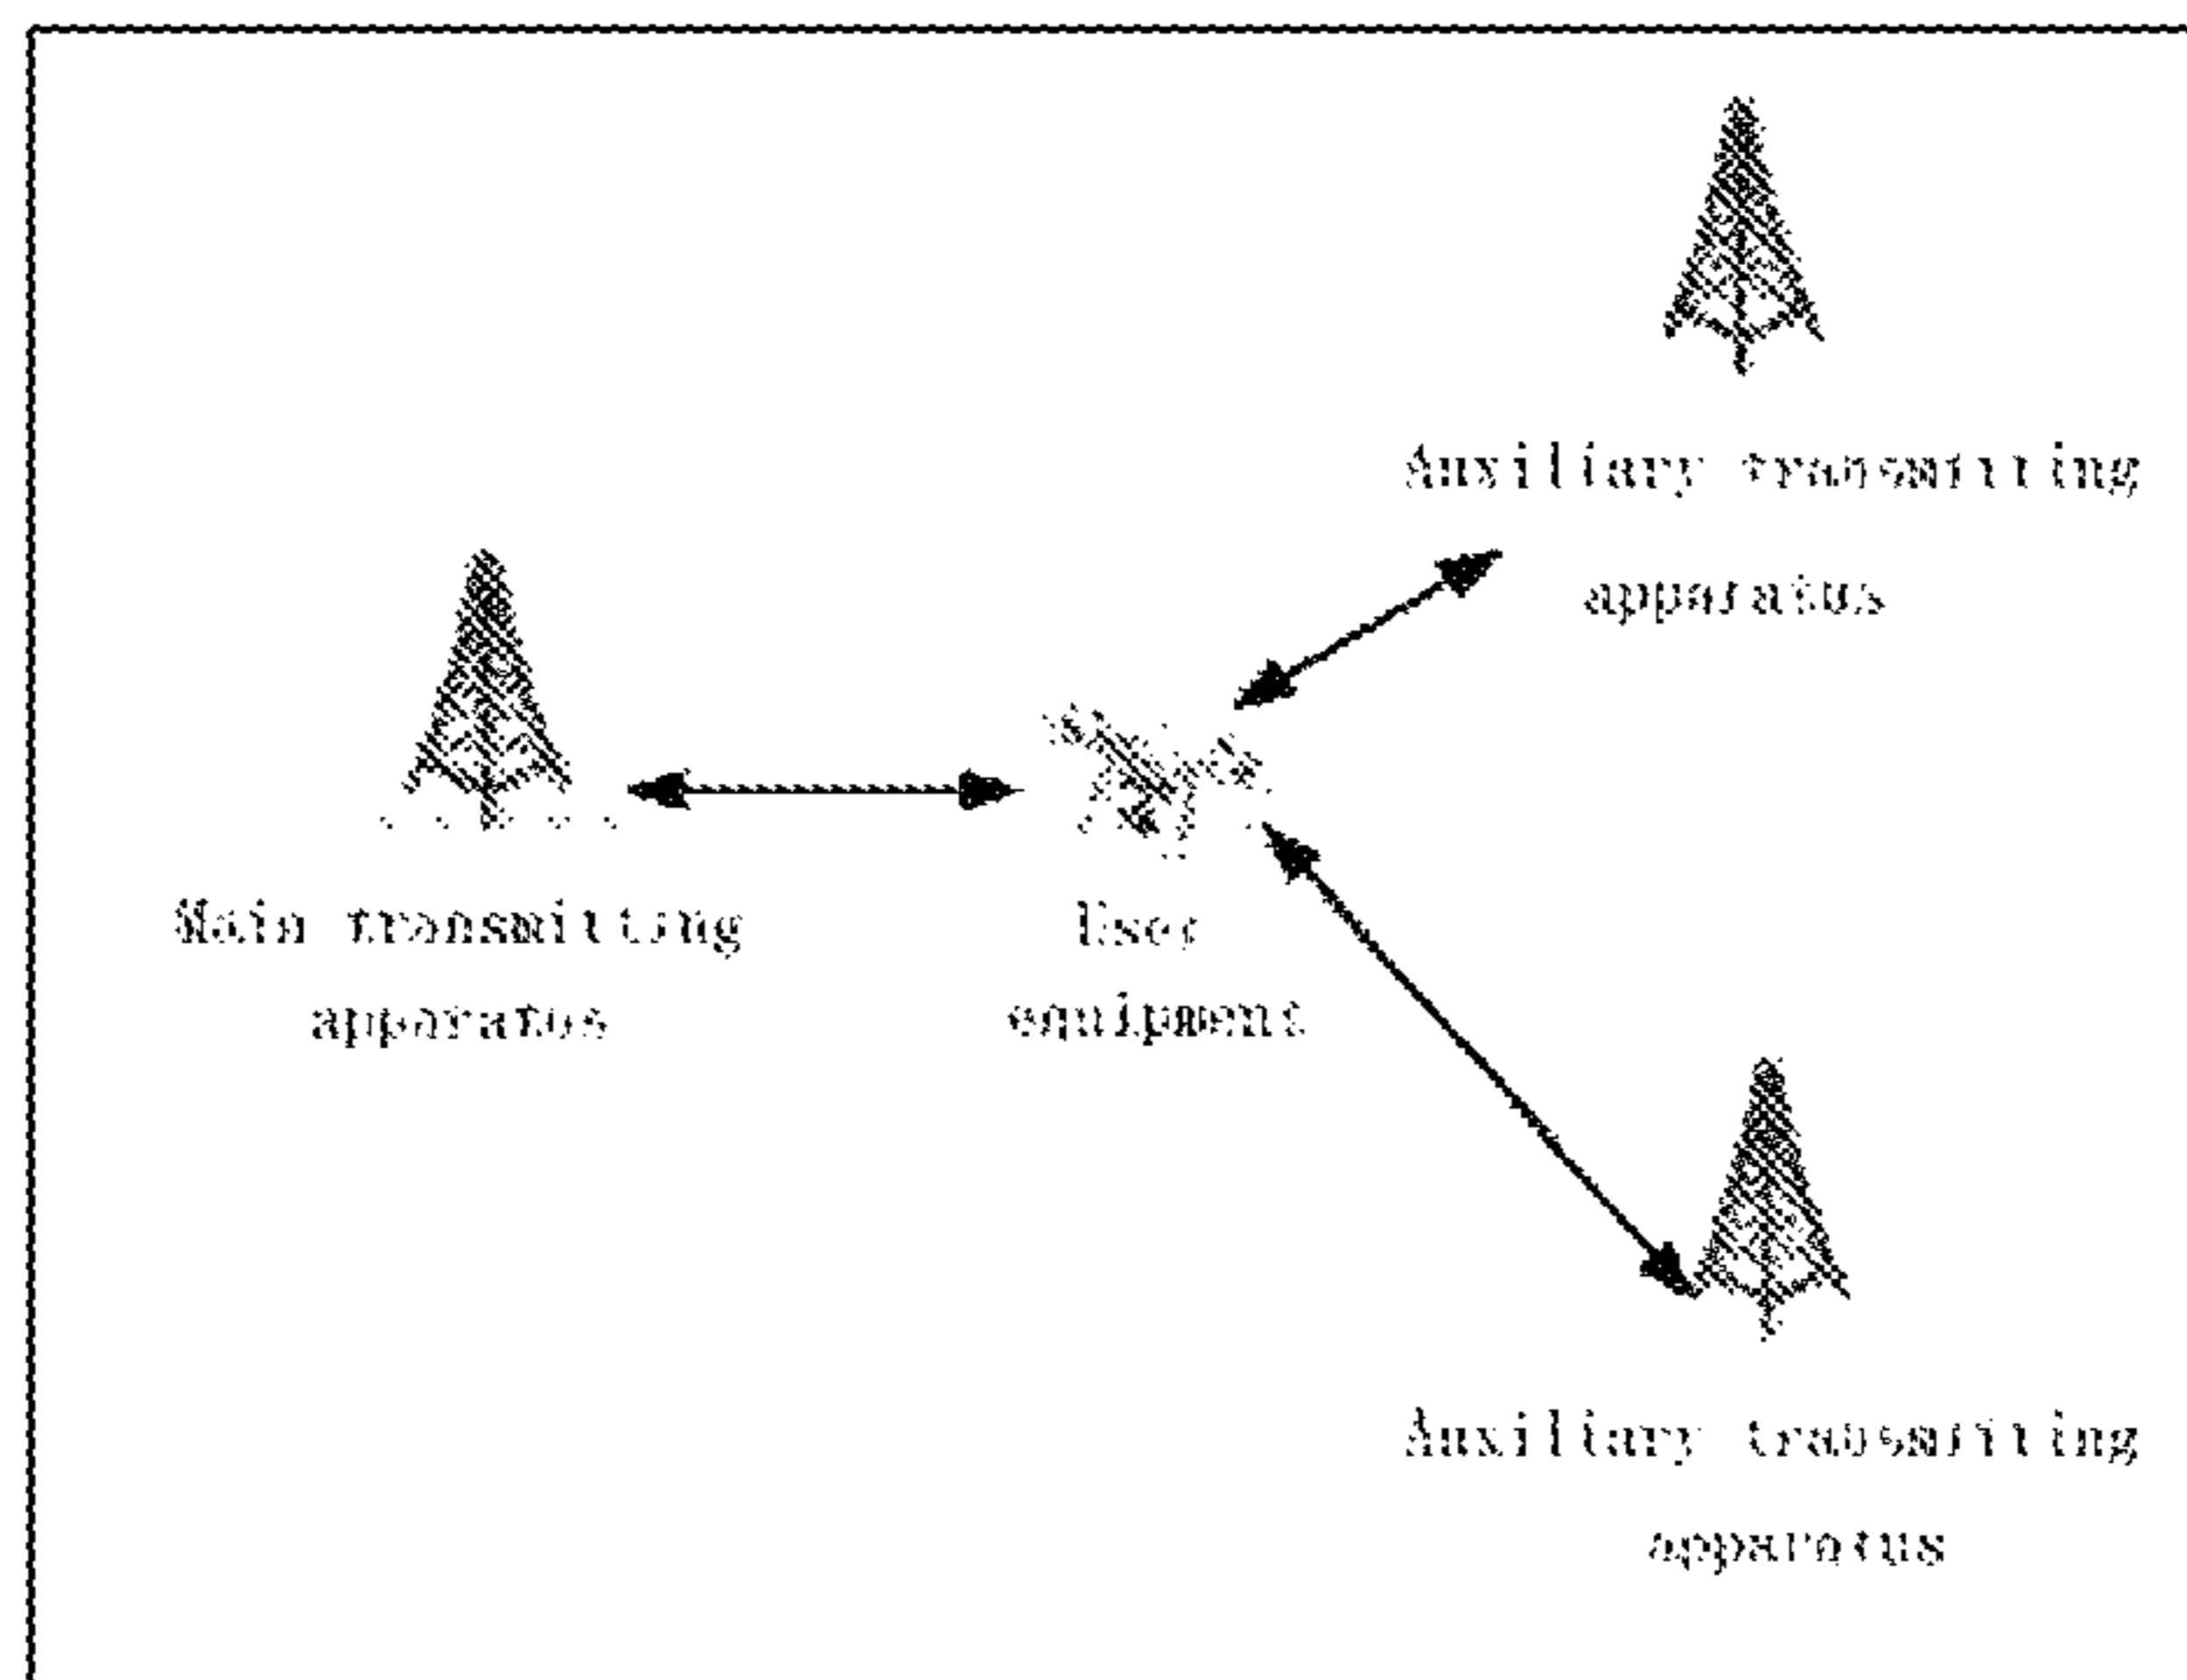 Auxiliary transmitting
apparatus
Main transmitting
apparatus
User
equipment
Auxiliary transmitting
apparatus